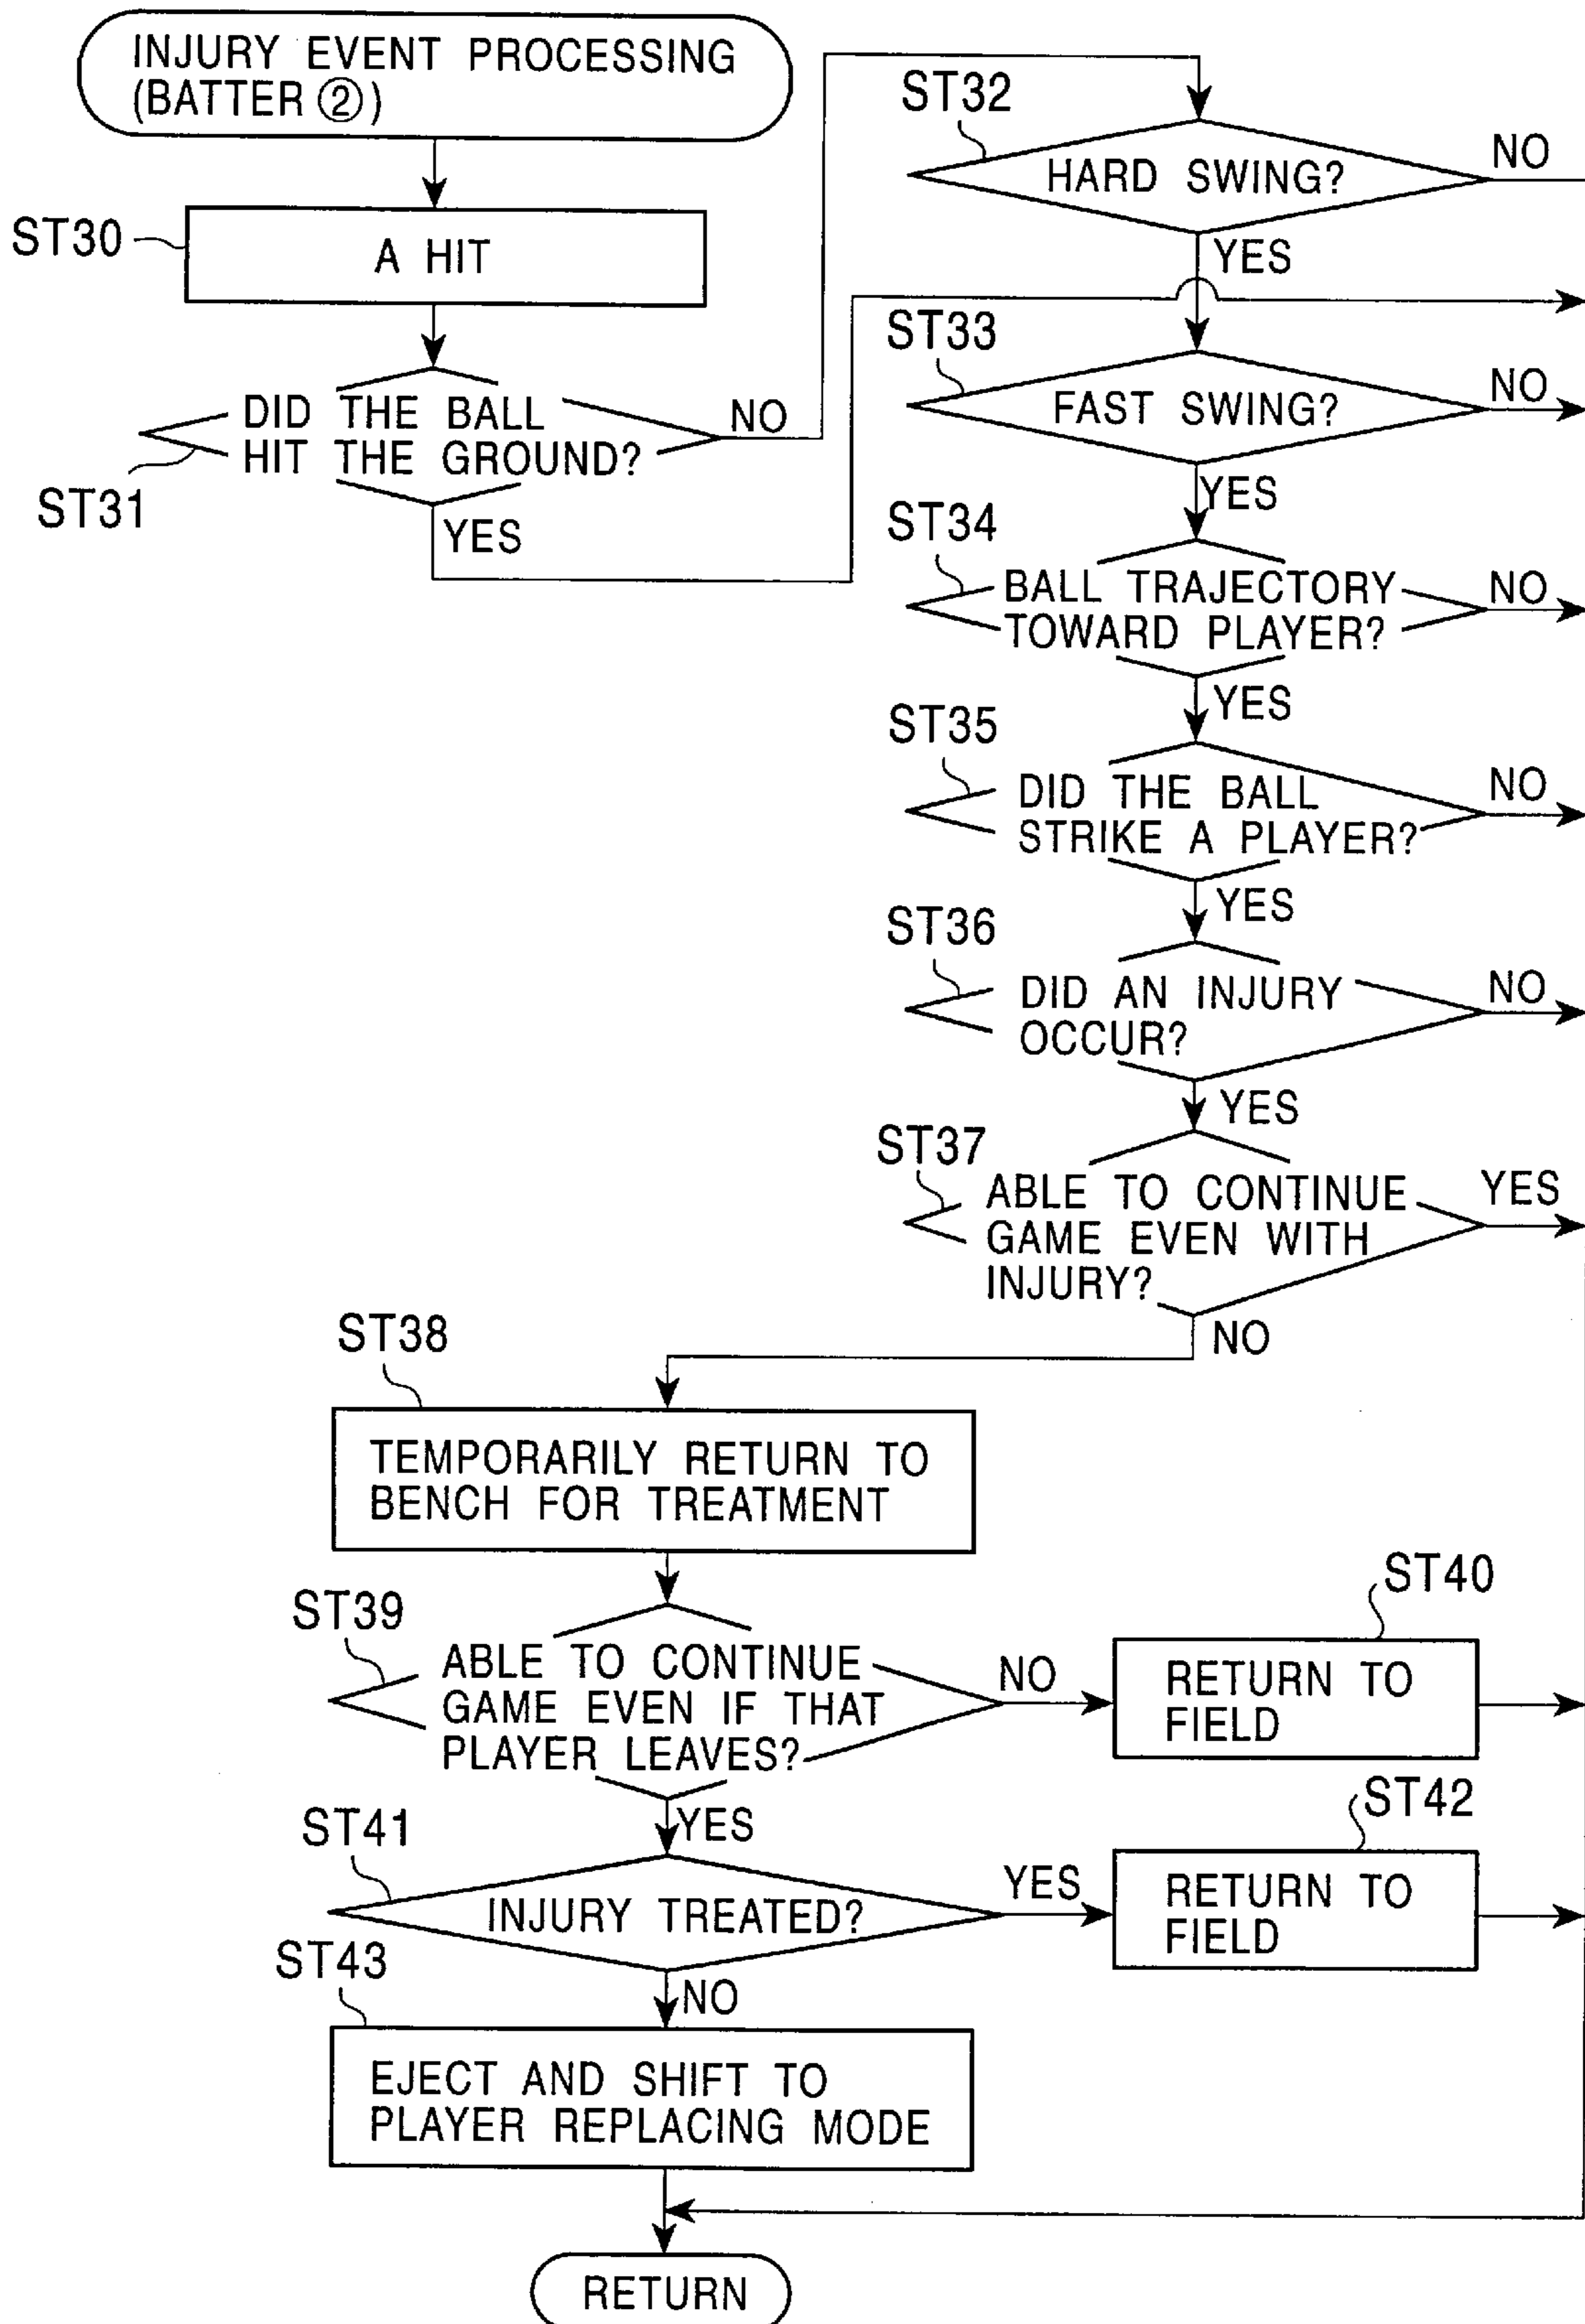 INJURY EVENT PROCESSING
(BATTER ②)
ST30
A HIT
DID THE BALL
HIT THE GROUND?
NO
ST31
YES
ST32
HARD SWING?
NO
YES
ST33
FAST SWING?
NO
YES
ST34
BALL TRAJECTORY
TOWARD PLAYER?
NO
YES
ST35
DID THE BALL
STRIKE A PLAYER?
NO
YES
ST36
DID AN INJURY
OCCUR?
NO
YES
ST37
ABLE TO CONTINUE
GAME EVEN WITH
INJURY?
YES
NO
ST38
TEMPORARILY RETURN TO
BENCH FOR TREATMENT
ST39
ABLE TO CONTINUE
GAME EVEN IF THAT
PLAYER LEAVES?
NO
ST40
RETURN TO
FIELD
YES
ST41
INJURY TREATED?
YES
ST42
RETURN TO
FIELD
NO
ST43
EJECT AND SHIFT TO
PLAYER REPLACING MODE
RETURN